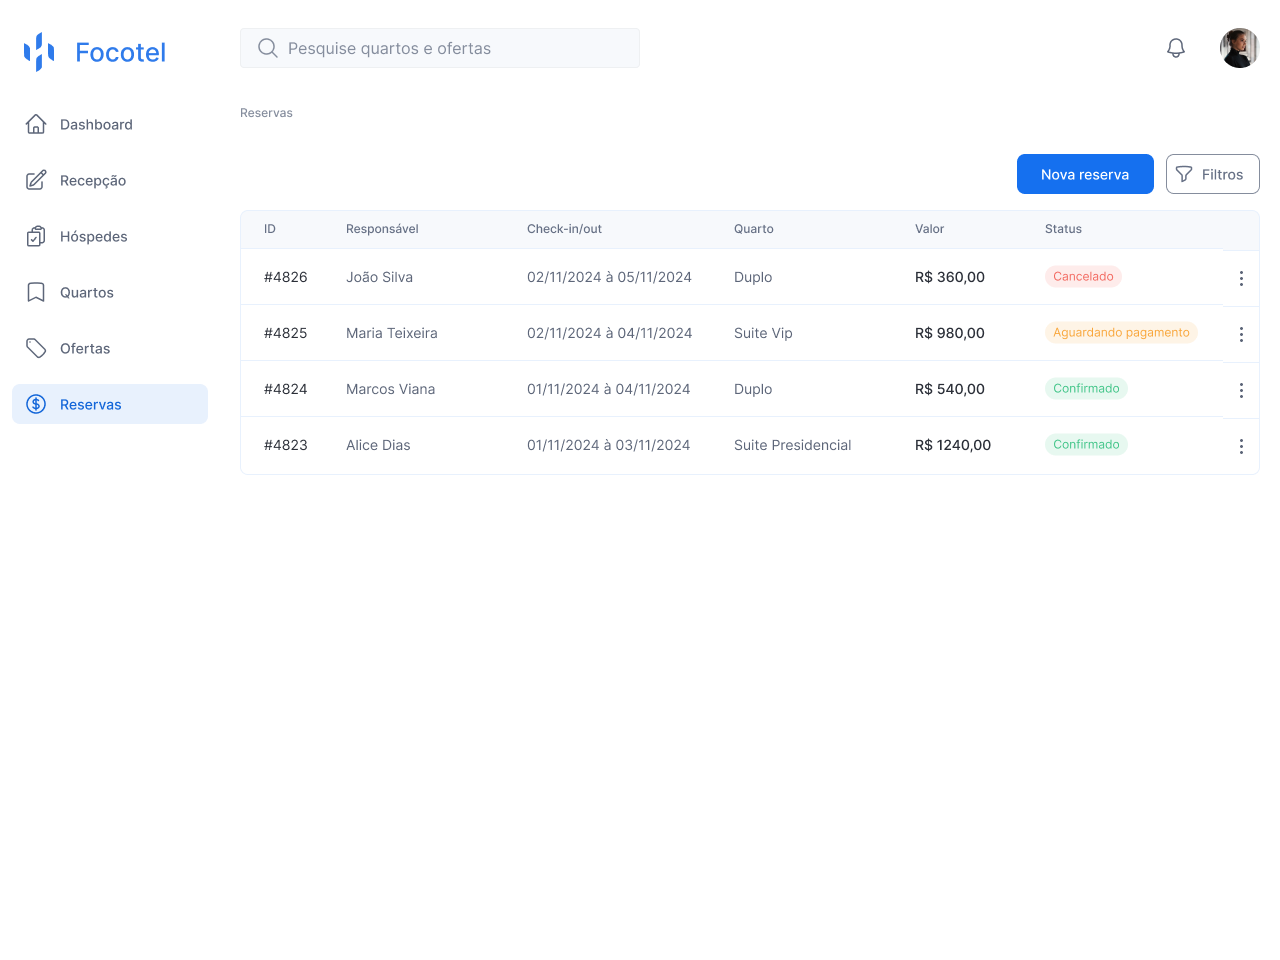 Focotel
Pesquise quartos e ofertas
Dashboard
Recepção
Hóspedes
Quartos
Ofertas
Reservas
Reservas
Nova reserva
Filtros
ID Responsável Check-in/out Quarto Valor Status
#4826 João Silva 02/11/2024 à 05/11/2024 Duplo R$ 360,00 Cancelado
#4825 Maria Teixeira 02/11/2024 à 04/11/2024 Suite Vip R$ 980,00 Aguardando pagamento
#4824 Marcos Viana 01/11/2024 à 04/11/2024 Duplo R$ 540,00 Confirmado
#4823 Alice Dias 01/11/2024 à 03/11/2024 Suite Presidencial R$ 1240,00 Confirmado